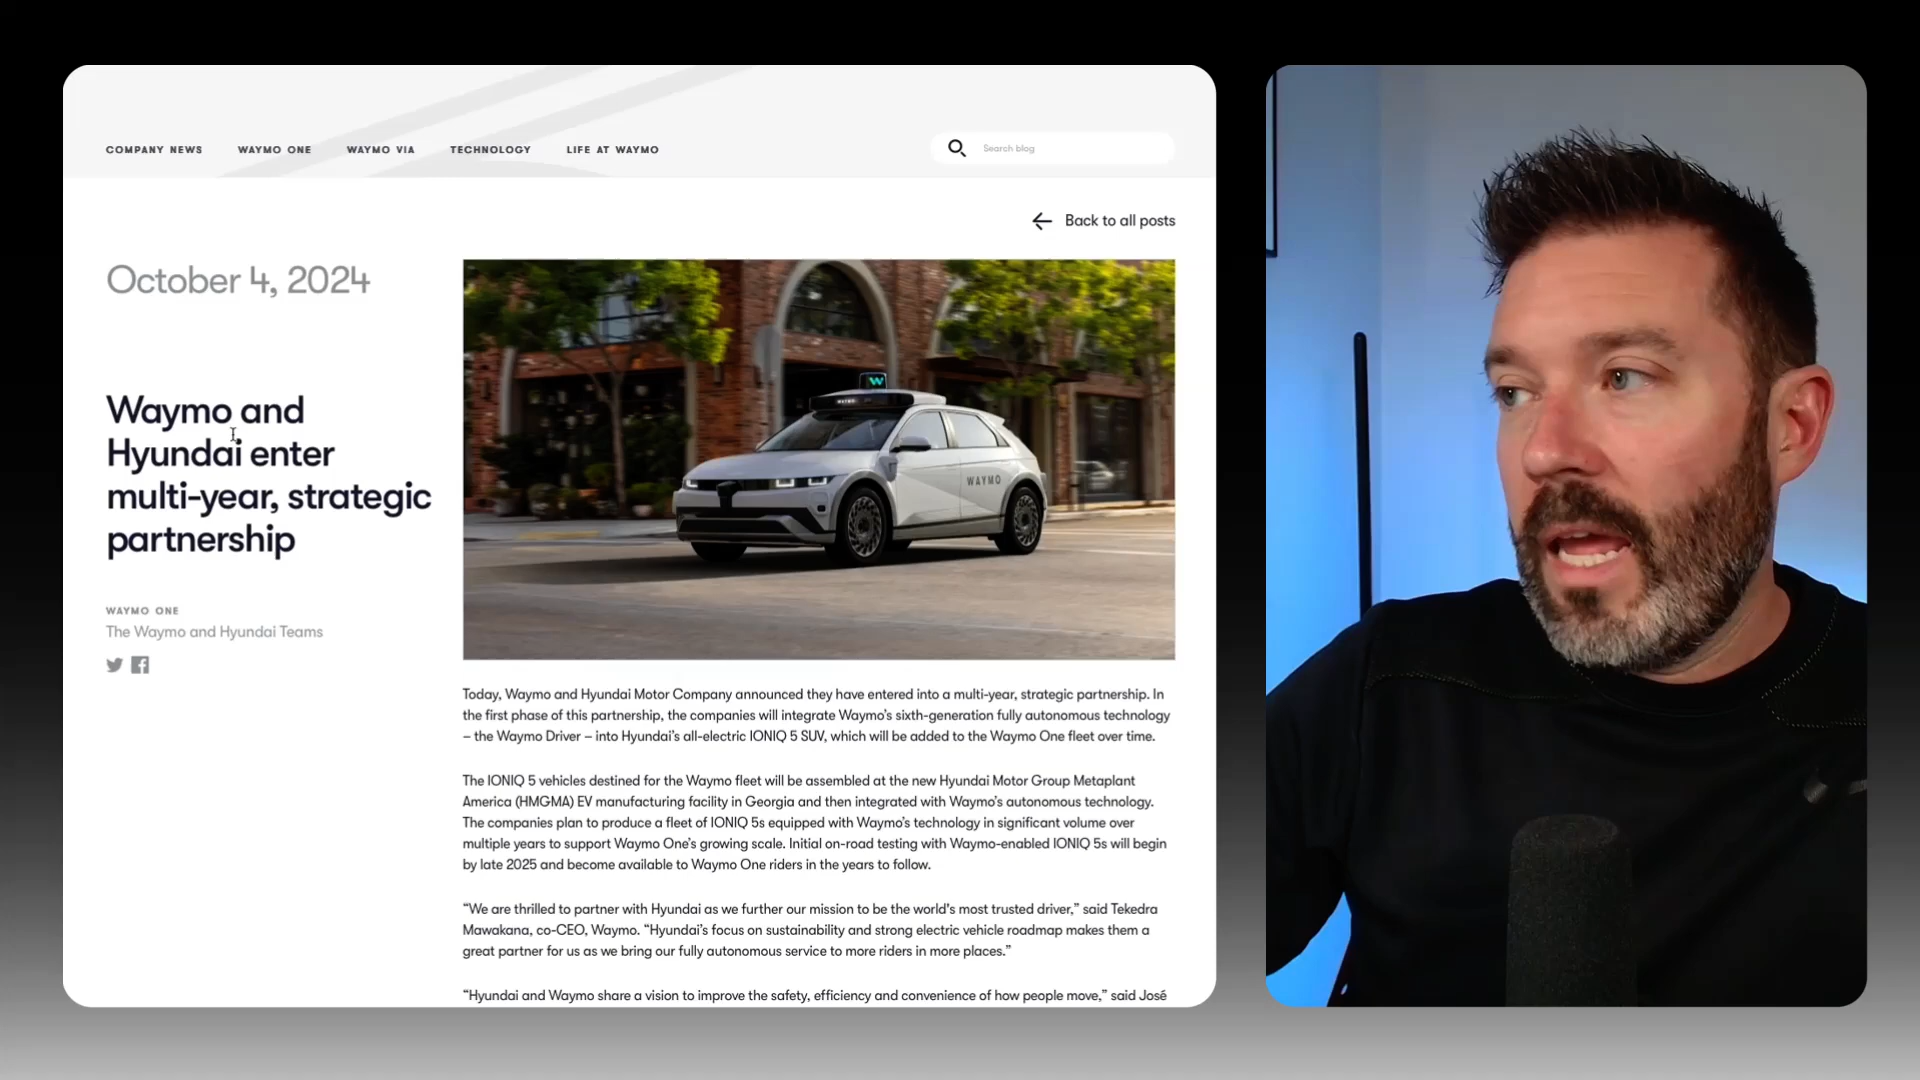 COMPANY NEWS WAYMO ONE WAYMO VIA TECHNOLOGY LIFE AT WAYMO Search blog
Back to all posts
October 4, 2024
Waymo and
Hyundai enter
multi-year, strategic
partnership
WAYMO ONE
The Waymo and Hyundai Teams
W
WAYMO
WAYMO
Today, Waymo and Hyundai Motor Company announced they have entered into a multi-year, strategic partnership. In
the first phase of this partnership, the companies will integrate Waymo’s sixth-generation fully autonomous technology
– the Waymo Driver – into Hyundai’s all-electric IONIQ 5 SUV, which will be added to the Waymo One fleet over time.
The IONIQ 5 vehicles destined for the Waymo fleet will be assembled at the new Hyundai Motor Group Metaplant
America (HMGMA) EV manufacturing facility in Georgia and then integrated with Waymo’s autonomous technology.
The companies plan to produce a fleet of IONIQ 5s equipped with Waymo’s technology in significant volume over
multiple years to support Waymo One’s growing scale. Initial on-road testing with Waymo-enabled IONIQ 5s will begin
by late 2025 and become available to Waymo One riders in the years to follow.
“We are thrilled to partner with Hyundai as we further our mission to be the world's most trusted driver,” said Tekedra
Mawakana, co-CEO, Waymo. “Hyundai’s focus on sustainability and strong electric vehicle roadmap makes them a
great partner for us as we bring our fully autonomous service to more riders in more places.”
“Hyundai and Waymo share a vision to improve the safety, efficiency and convenience of how people move,” said José